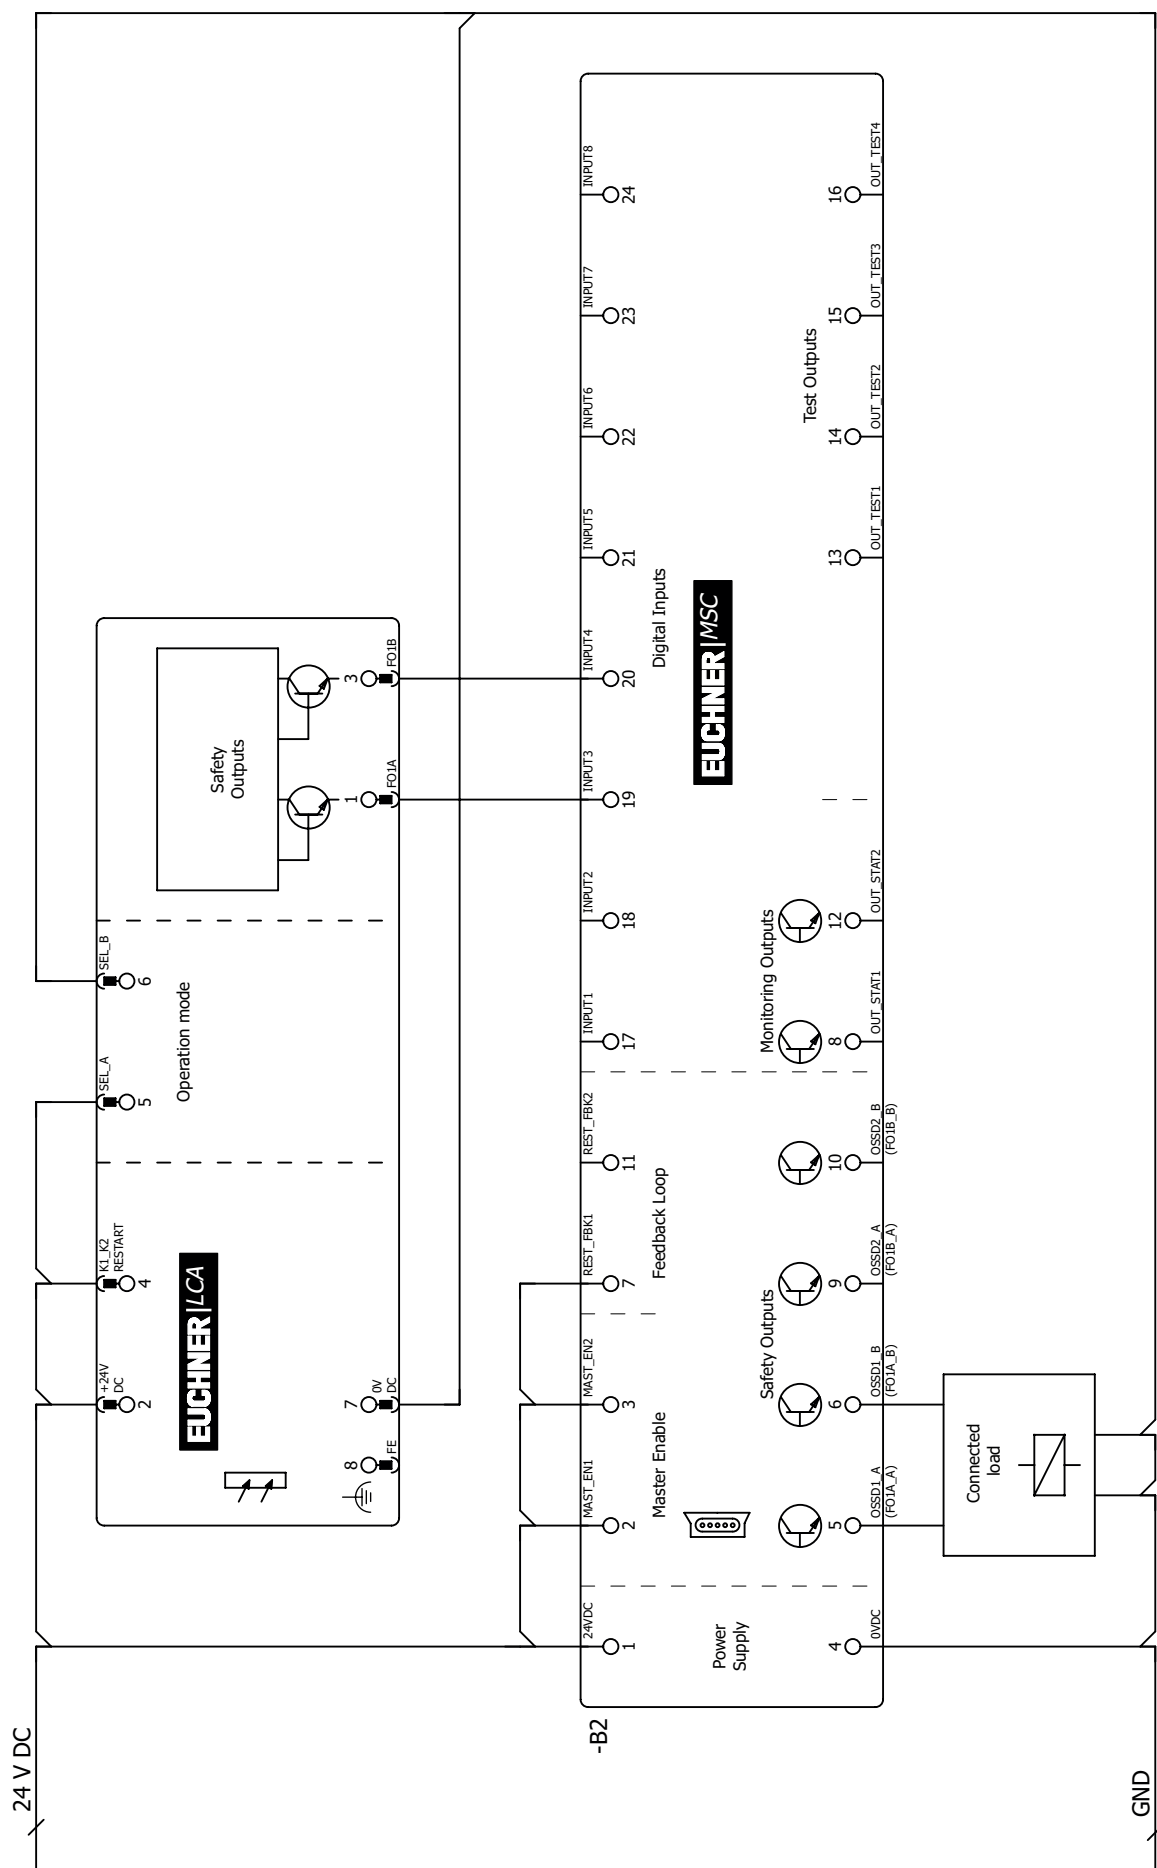 24 V DC
+24V
DC
2
K1_K2
RESTART
4
SEL_A
5
SEL_B
6
EUCHNER|LCA
Operation mode
Safety
Outputs
8
FE
7
0V
DC
1
FO1A
3
FO1B
-B2
24VDC
1
MAST_EN1
2
MAST_EN2
3
REST_FBK1
7
REST_FBK2
11
INPUT1
17
INPUT2
18
INPUT3
19
INPUT4
20
INPUT5
21
INPUT6
22
INPUT7
23
INPUT8
24
Power
Supply
Master Enable
Feedback Loop
Digital Inputs
EUCHNER|MSC
Safety Outputs
Monitoring Outputs
Test Outputs
4
0VDC
5
OSSD1_A
(FO1A_A)
6
OSSD1_B
(FO1A_B)
9
OSSD2_A
(FO1B_A)
10
OSSD2_B
(FO1B_B)
8
OUT_STAT1
12
OUT_STAT2
13
OUT_TEST1
14
OUT_TEST2
15
OUT_TEST3
16
OUT_TEST4
Connected
load
GND